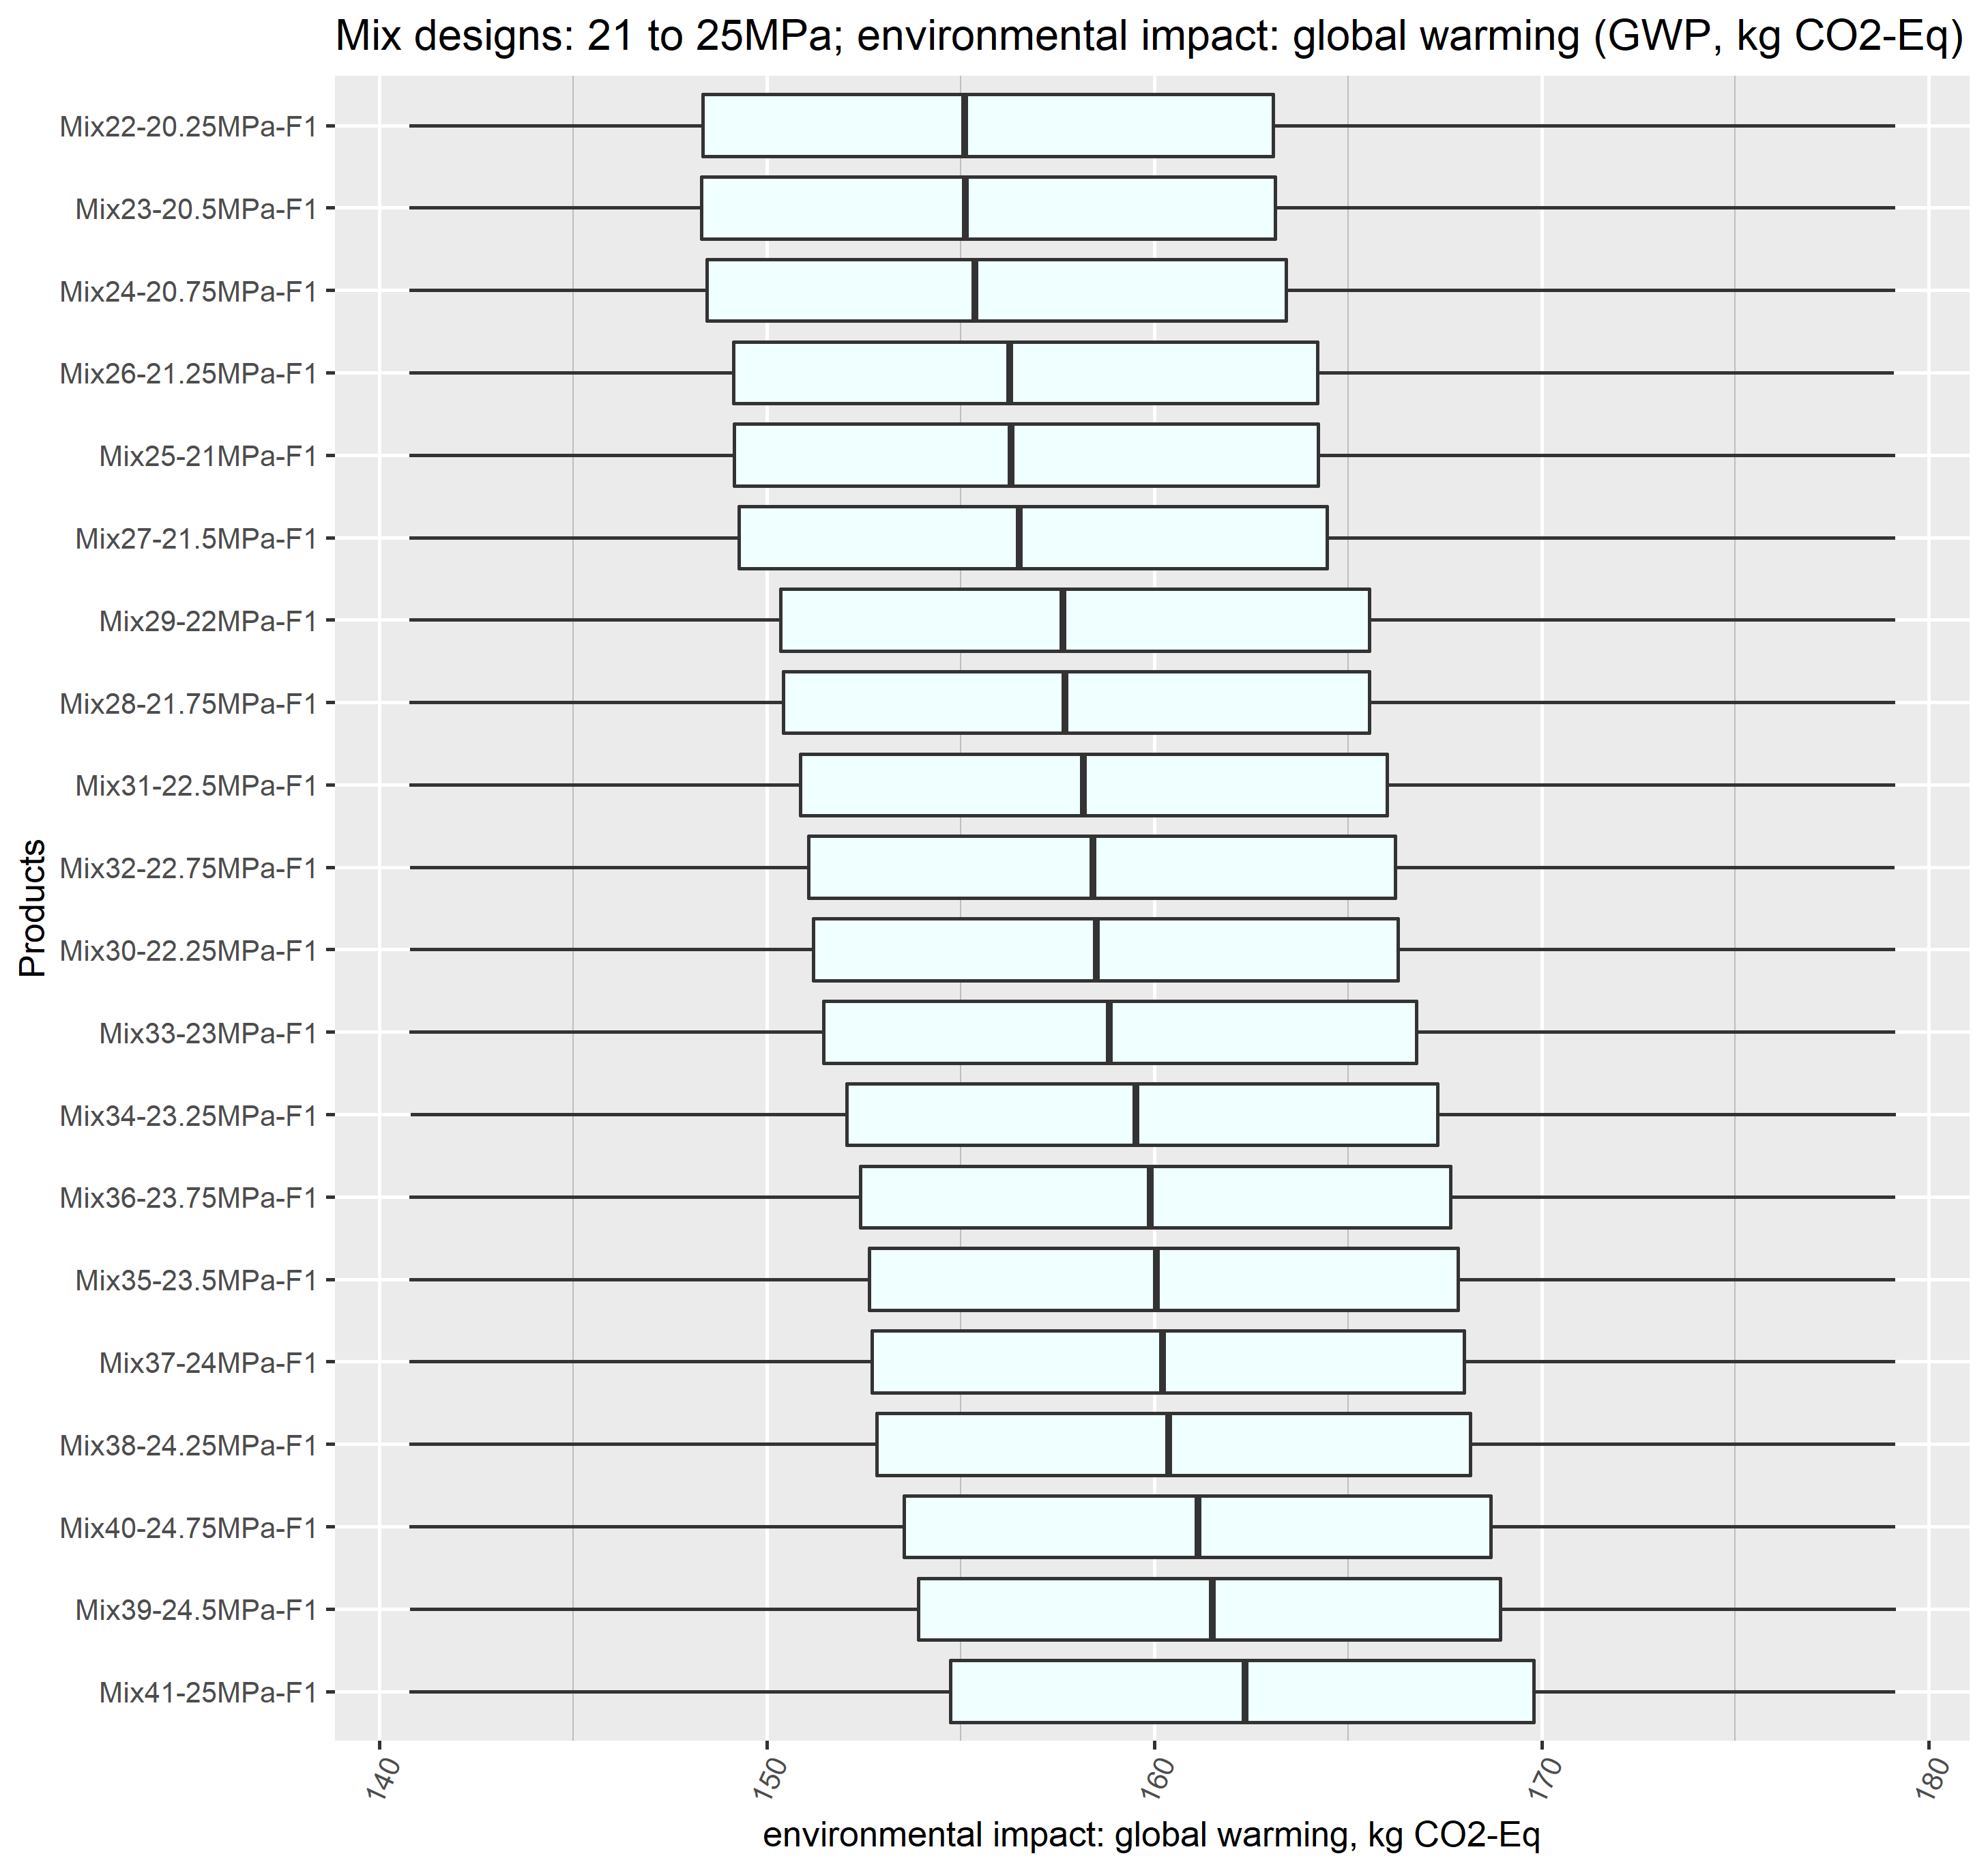 Mix designs: 21 to 25MPa; environmental impact: global warming (GWP, kg CO2-Eq)
Mix22-20.25MPa-F1
Mix23-20.5MPa-F1
Mix24-20.75MPa-F1
Mix26-21.25MPa-F1
Mix25-21MPa-F1
Mix27-21.5MPa-F1
Mix29-22MPa-F1
Mix28-21.75MPa-F1
Mix31-22.5MPa-F1
Mix32-22.75MPa-F1
Mix30-22.25MPa-F1
Mix33-23MPa-F1
Mix34-23.25MPa-F1
Mix36-23.75MPa-F1
Mix35-23.5MPa-F1
Mix37-24MPa-F1
Mix38-24.25MPa-F1
Mix40-24.75MPa-F1
Mix39-24.5MPa-F1
Mix41-25MPa-F1
Products
140
150
160
170
180
environmental impact: global warming, kg CO2-Eq